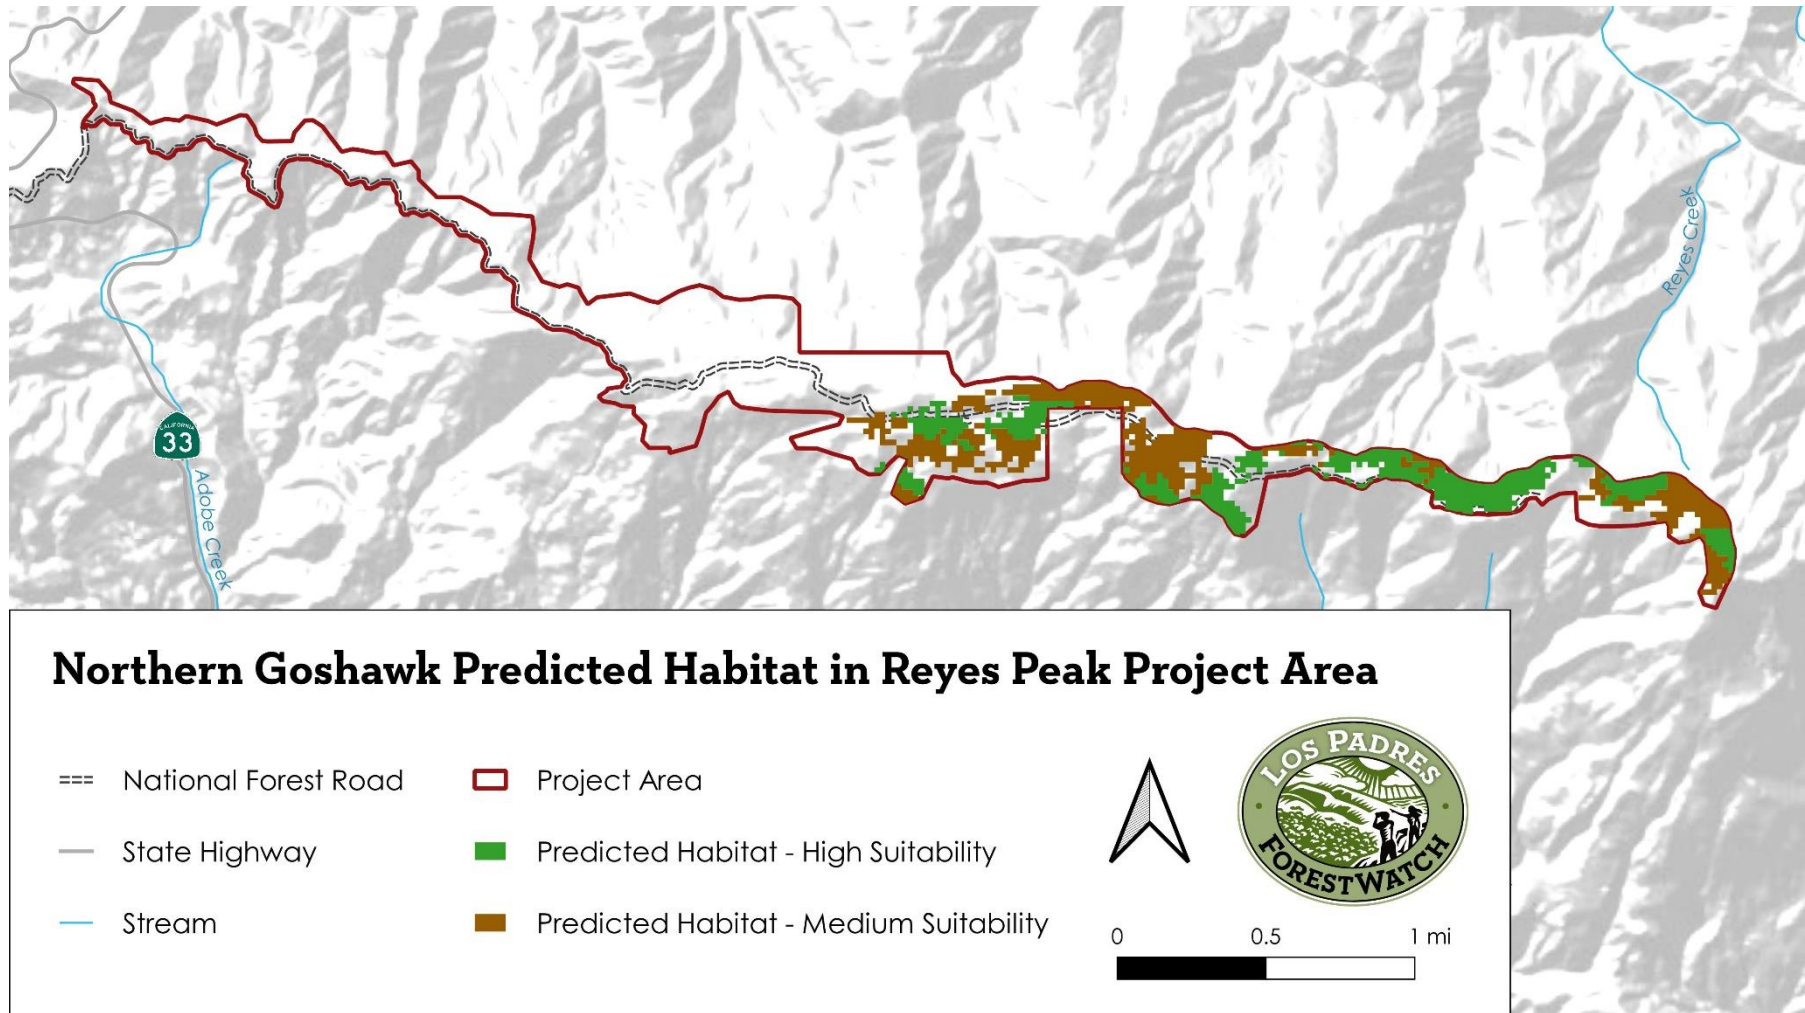 Reyes Creek
CALIFORNIA
33
Adobe Creek
Northern Goshawk Predicted Habitat in Reyes Peak Project Area
National Forest Road
Project Area
State Highway
Predicted Habitat - High Suitability
Stream
Predicted Habitat - Medium Suitability
LOS PADRES
FORESTWATCH
0 0.5 1 mi